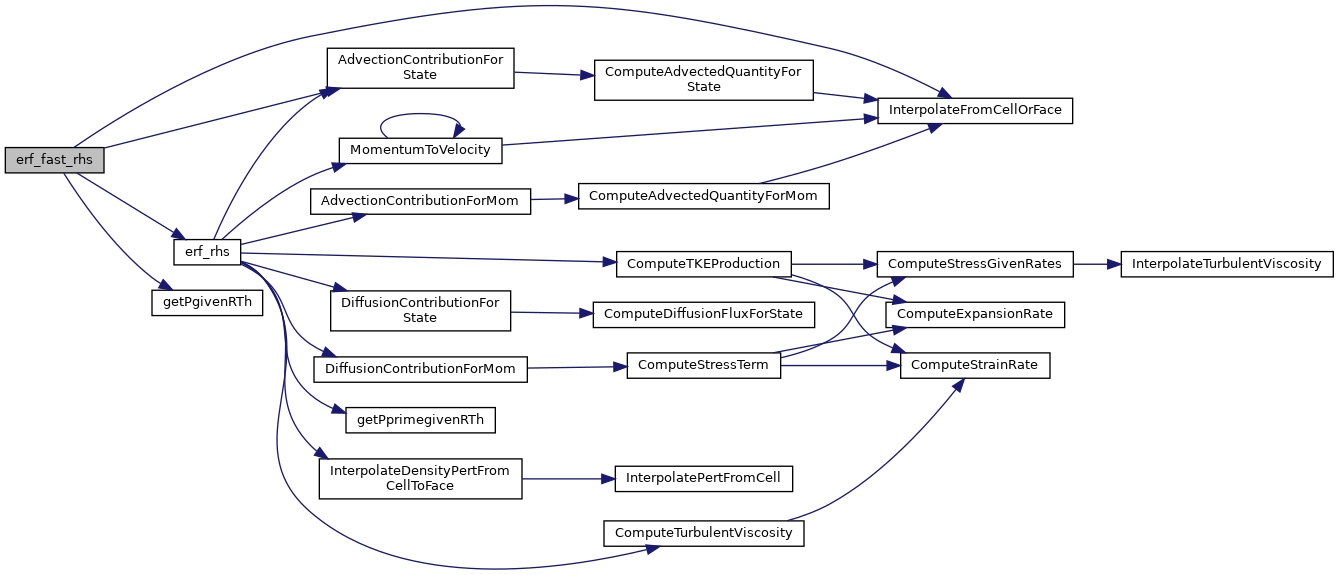 AdvectionContributionFor
State
ComputeAdvectedQuantityFor
State
InterpolateFromCellOrFace
erf_fast_rhs
MomentumToVelocity
AdvectionContributionForMom
ComputeAdvectedQuantityForMom
erf_rhs
ComputeTKEProduction
ComputeStressGivenRates
InterpolateTurbulentViscosity
getPgivenRTh
DiffusionContributionFor
State
ComputeDiffusionFluxForState
ComputeExpansionRate
DiffusionContributionForMom
ComputeStressTerm
ComputeStrainRate
getPprimegivenRTh
InterpolateDensityPertFrom
CellToFace
InterpolatePertFromCell
ComputeTurbulentViscosity